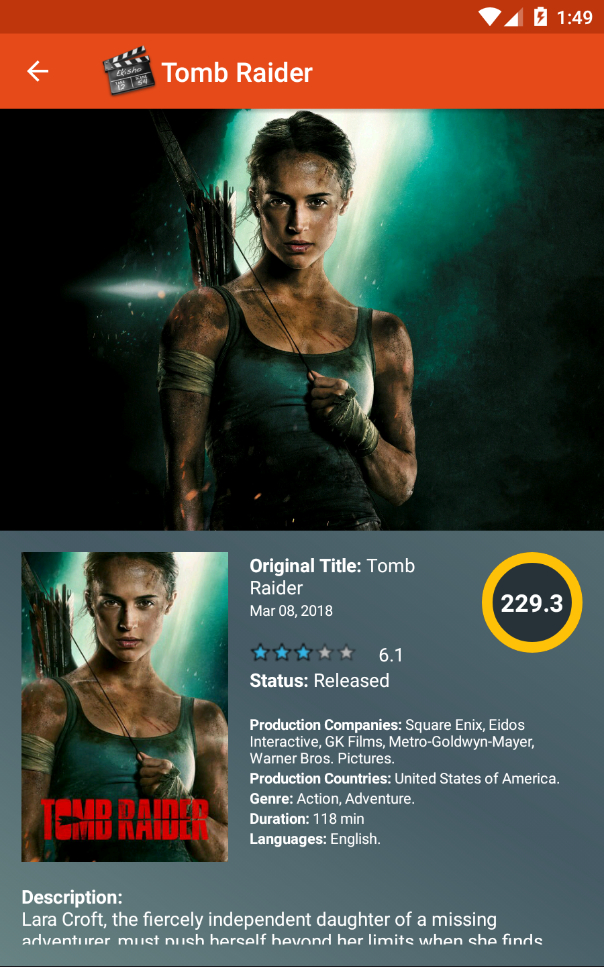 1:49
Ekisho
Tomb Raider
Original Title: Tomb
Raider
Mar 08, 2018
229.3
6.1
Status: Released
Production Companies: Square Enix, Eidos
Interactive, GK Films, Metro-Goldwyn-Mayer,
Warner Bros. Pictures.
Production Countries: United States of America.
Genre: Action, Adventure.
Duration: 118 min
Languages: English.
TOMB RAIDER
Description:
Lara Croft, the fiercely independent daughter of a missing
adventurer, must push herself beyond her limits when she finds